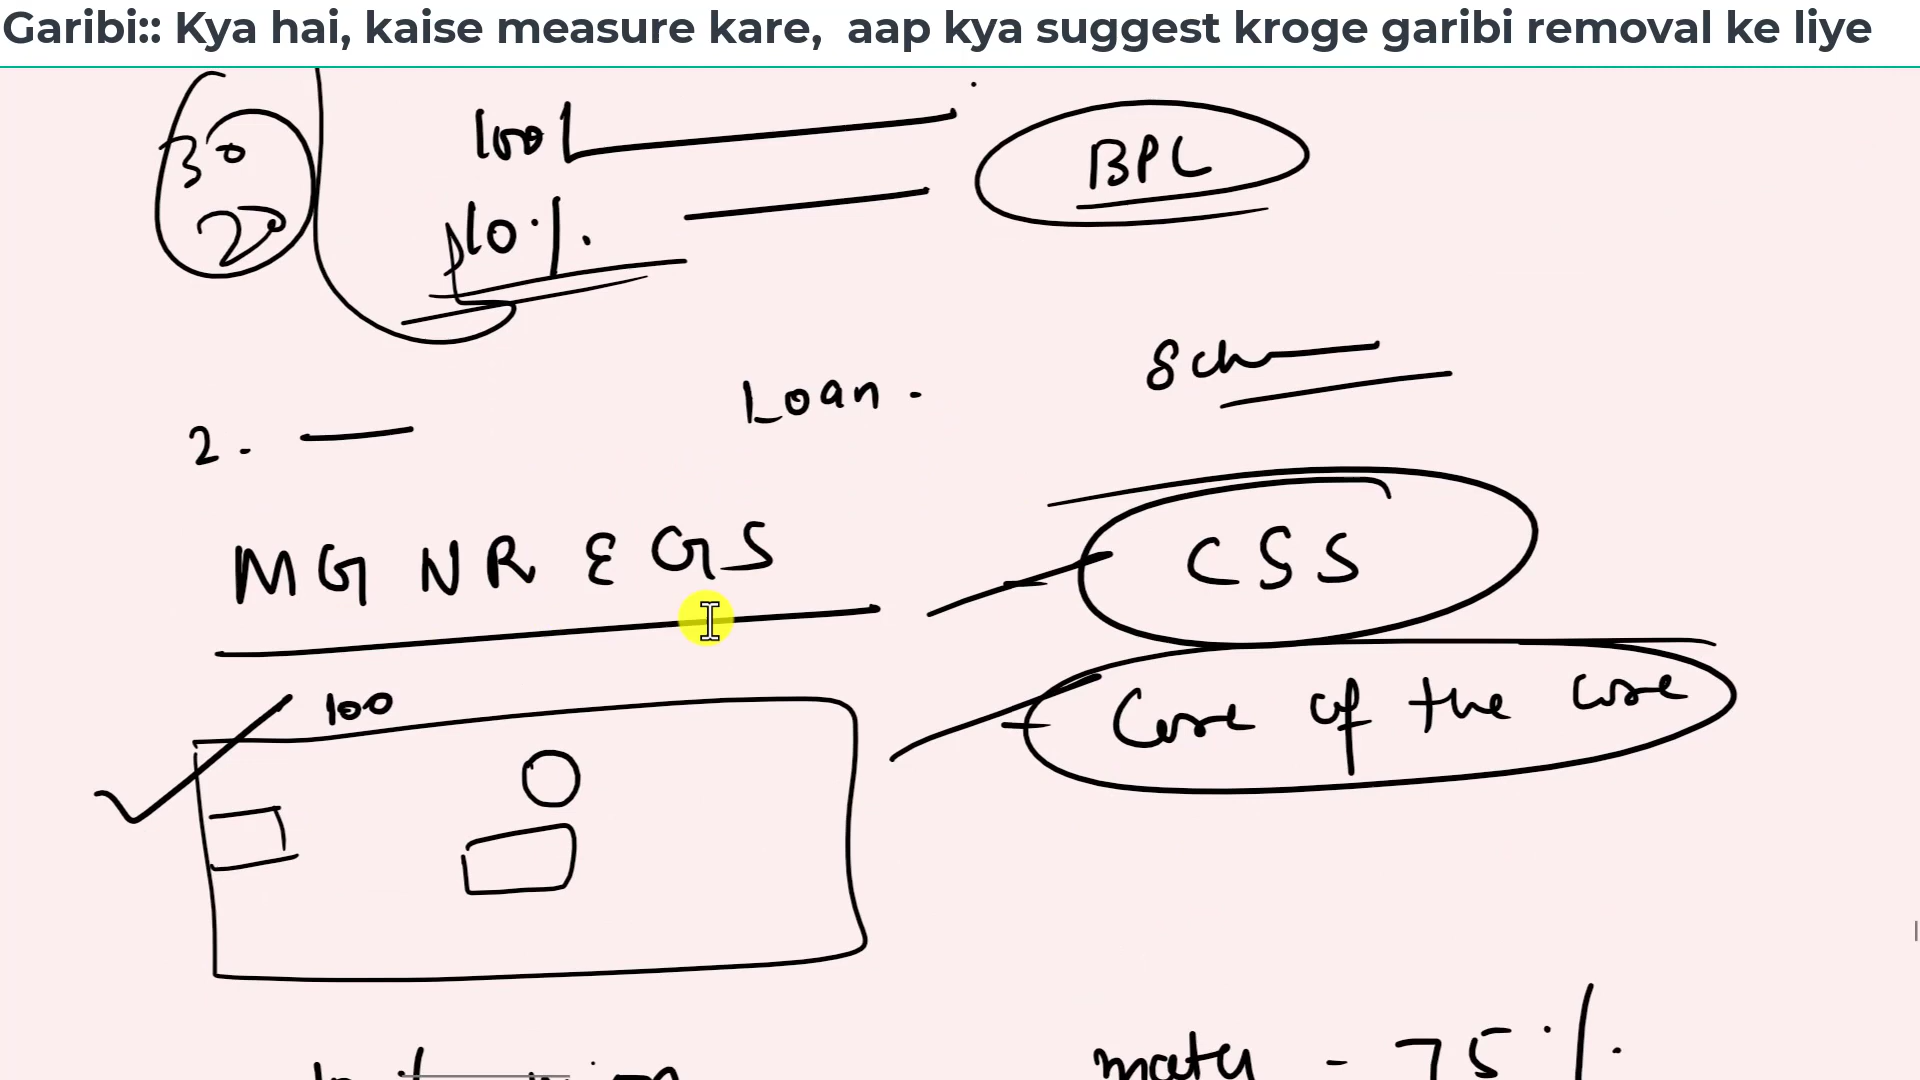 Garibi:: Kya hai, kaise measure kare,  aap kya suggest kroge garibi removal ke liye
30
20
100
BPL
10%.
Loan.
Sch
2.
MGNREGS
CSS
100
Core of the core
75%.